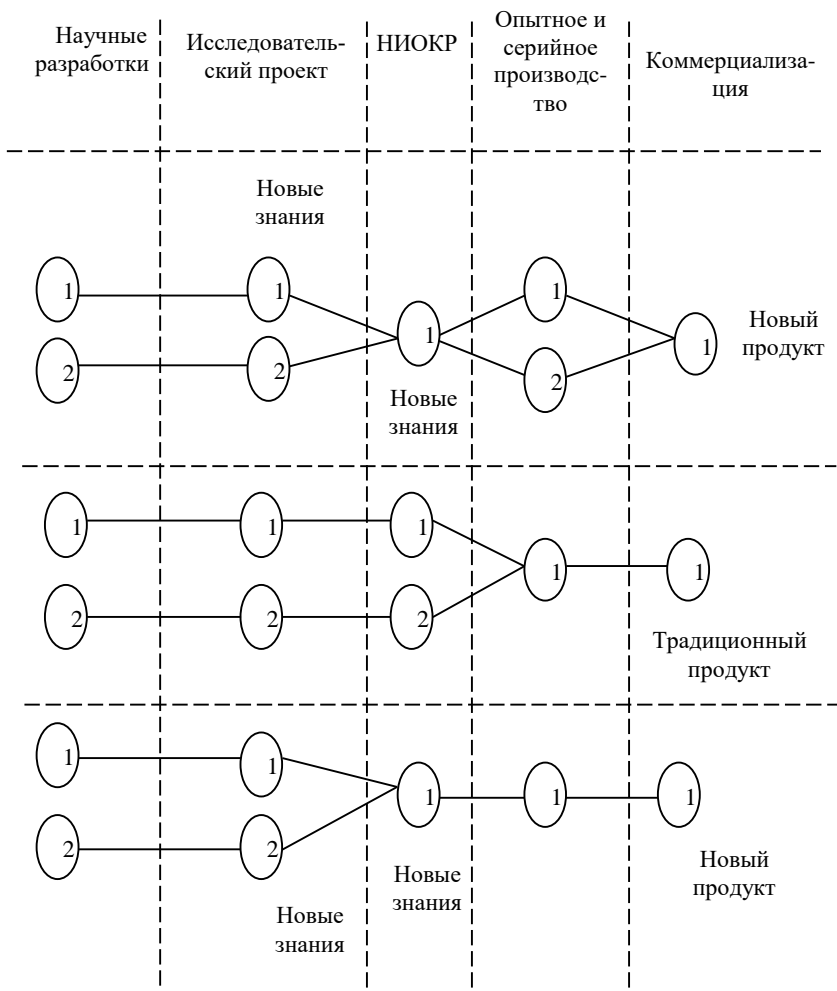 Научные
разработки
Исследователь-
ский проект
НИОКР
Опытное и
серийное
производс-
тво
Коммерциализа-
ция
Новые
знания
1
1
1
1
1
2
2
2
Новый
продукт
Новые
знания
1
1
1
1
1
2
2
2
Традиционный
продукт
1
1
1
1
1
2
2
Новый
продукт
Новые
знания
Новые
знания